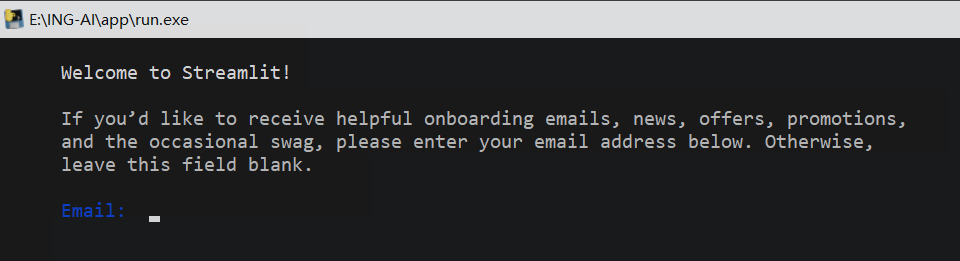 E:\ING-AI\app\run.exe
Welcome to Streamlit!
If you’d like to receive helpful onboarding emails, news, offers, promotions,
and the occasional swag, please enter your email address below. Otherwise,
leave this field blank.
Email: